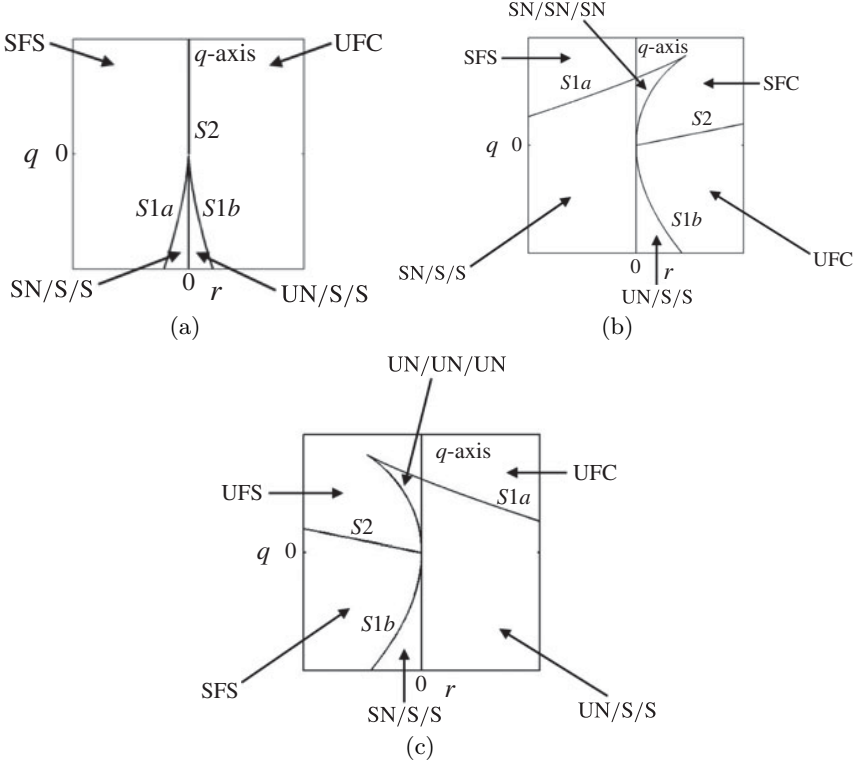 SFS
q-axis
UFC
S2
q 0
S1a
S1b
SN/S/S
0 r
UN/S/S
(a)
SN/SN/SN
q-axis
SFS
S1a
SFC
S2
q 0
S1b
SN/S/S
0 r
UFC
UN/S/S
(b)
UN/UN/UN
q-axis
UFC
UFS
S1a
S2
q 0
S1b
SFS
0 r
SN/S/S
UN/S/S
(c)